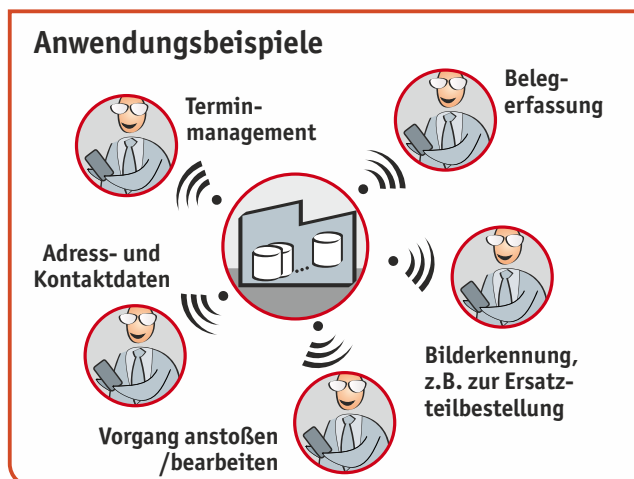 Anwendungsbeispiele
Termin-
management
Beleg-
erfassung
Adress- und
Kontaktdaten
Bilderkennung,
z.B. zur Ersatz-
teilbestellung
Vorgang anstoßen
/bearbeiten